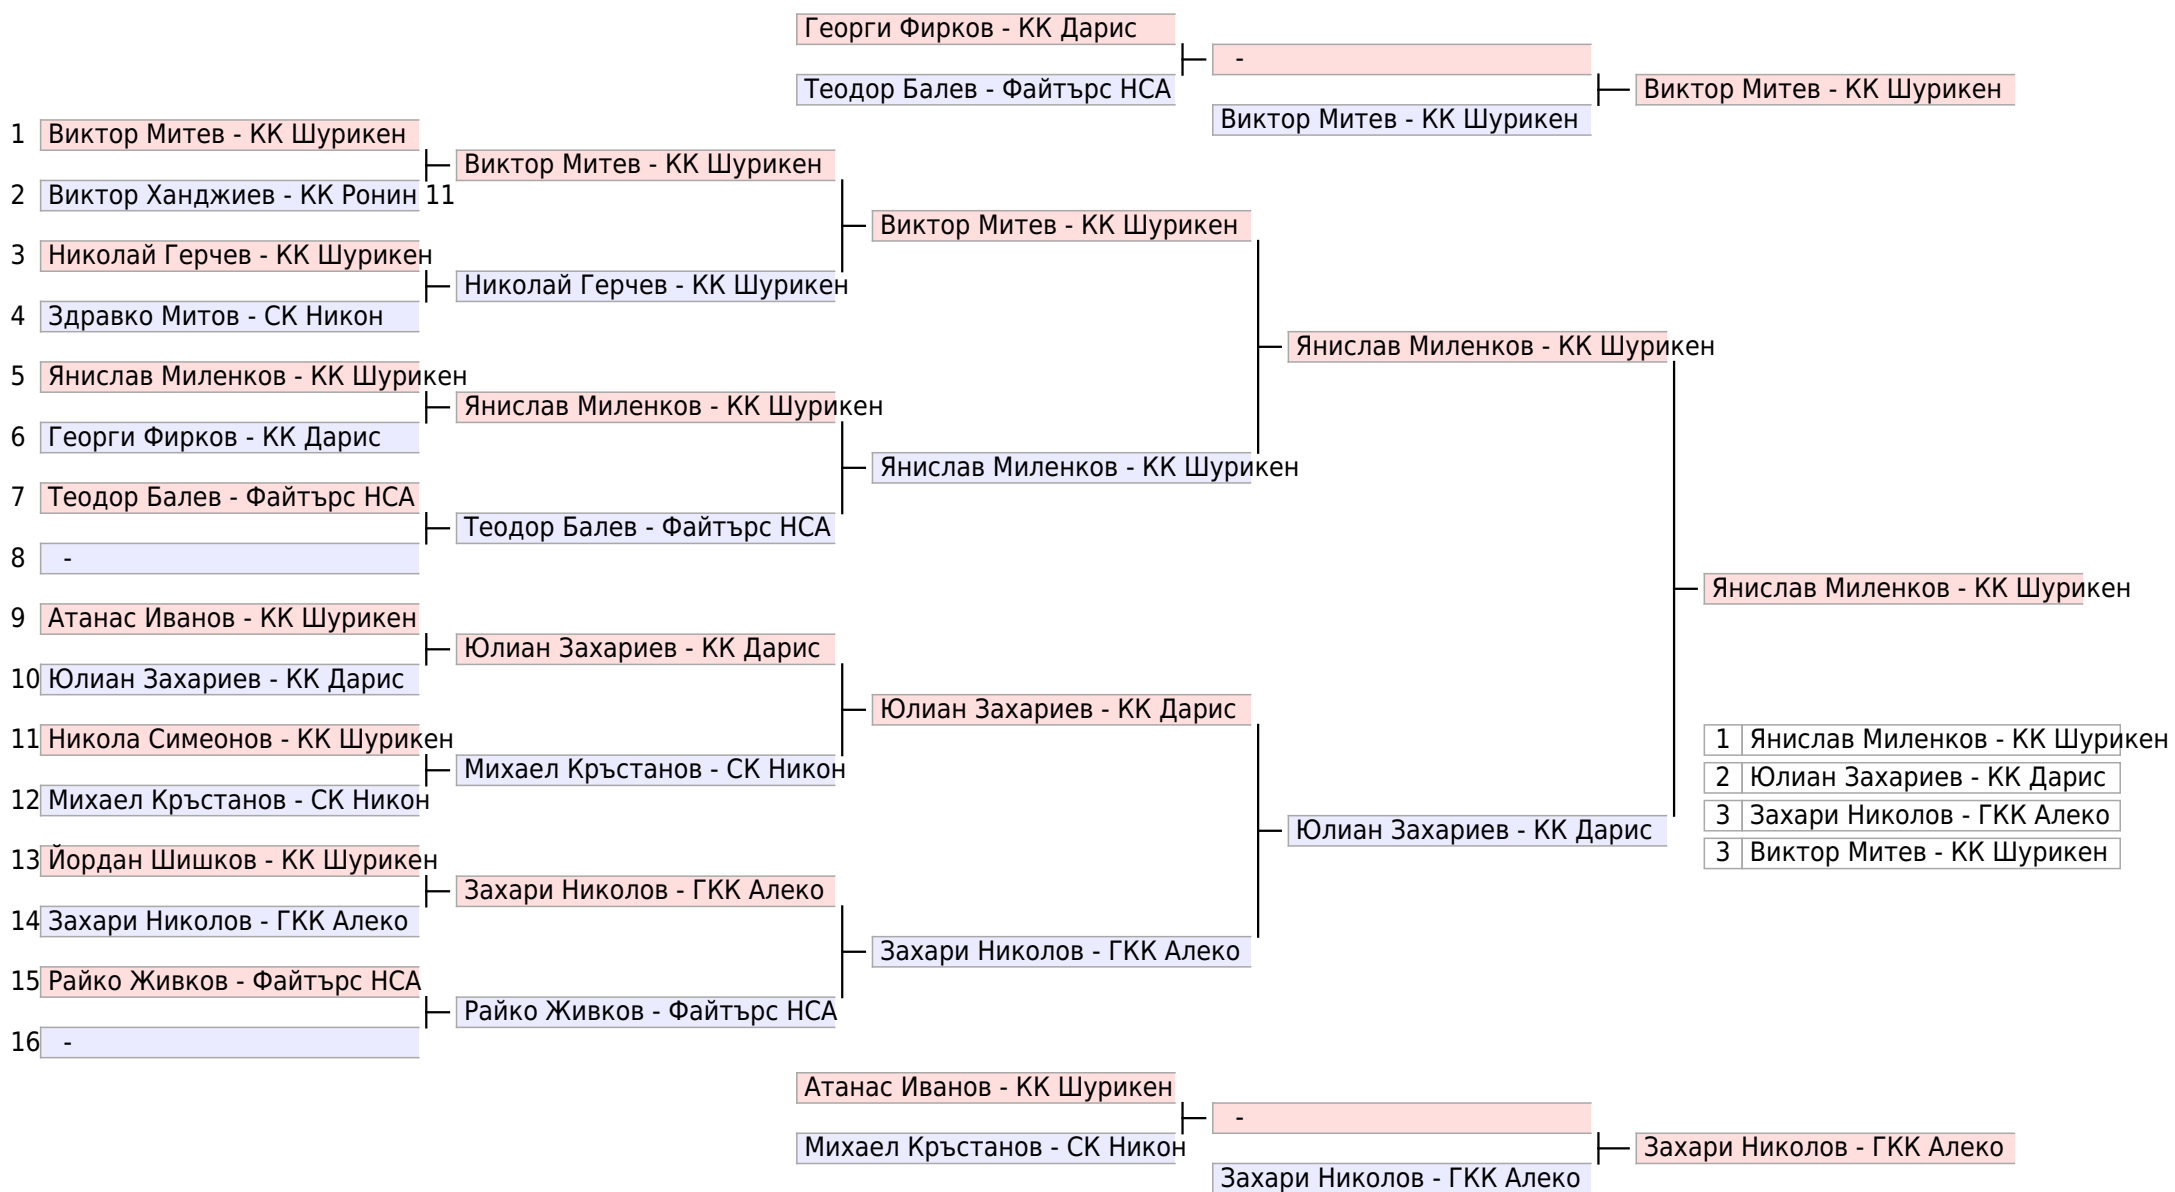 Георги Фирков - КК Дарис
-
Теодор Балев - Файтърс НСА
Виктор Митев - КК Шурикен
Виктор Митев - КК Шурикен
1 Виктор Митев - КК Шурикен
Виктор Митев - КК Шурикен
2 Виктор Ханджиев - КК Ронин 11
Виктор Митев - КК Шурикен
3 Николай Герчев - КК Шурикен
Николай Герчев - КК Шурикен
4 Здравко Митов - СК Никон
Янислав Миленков - КК Шурикен
5 Янислав Миленков - КК Шурикен
Янислав Миленков - КК Шурикен
6 Георги Фирков - КК Дарис
Янислав Миленков - КК Шурикен
7 Теодор Балев - Файтърс НСА
Теодор Балев - Файтърс НСА
8 -
Янислав Миленков - КК Шурикен
9 Атанас Иванов - КК Шурикен
Юлиан Захариев - КК Дарис
10 Юлиан Захариев - КК Дарис
Юлиан Захариев - КК Дарис
11 Никола Симеонов - КК Шурикен
1 Янислав Миленков - КК Шурикен
Михаел Кръстанов - СК Никон
2 Юлиан Захариев - КК Дарис
12 Михаел Кръстанов - СК Никон
3 Захари Николов - ГКК Алеко
Юлиан Захариев - КК Дарис
3 Виктор Митев - КК Шурикен
13 Йордан Шишков - КК Шурикен
Захари Николов - ГКК Алеко
14 Захари Николов - ГКК Алеко
Захари Николов - ГКК Алеко
15 Райко Живков - Файтърс НСА
Райко Живков - Файтърс НСА
16 -
Атанас Иванов - КК Шурикен
-
Михаел Кръстанов - СК Никон
Захари Николов - ГКК Алеко
Захари Николов - ГКК Алеко